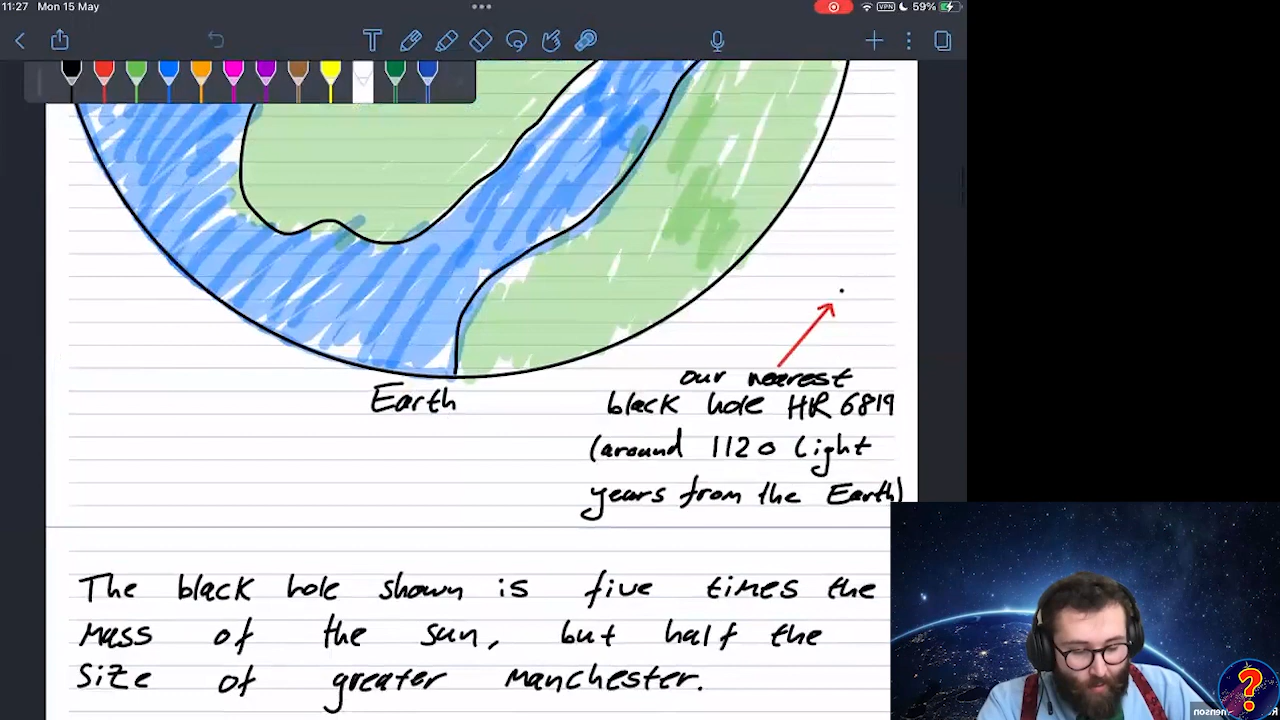 11:27 Mon 15 May
VPN 59%
T
Earth
our nearest
black hole HR 6819
(around 1120 light
years from the Earth)
The black hole shown is five times the
mass of the sun, but half the
size of greater manchester.
?